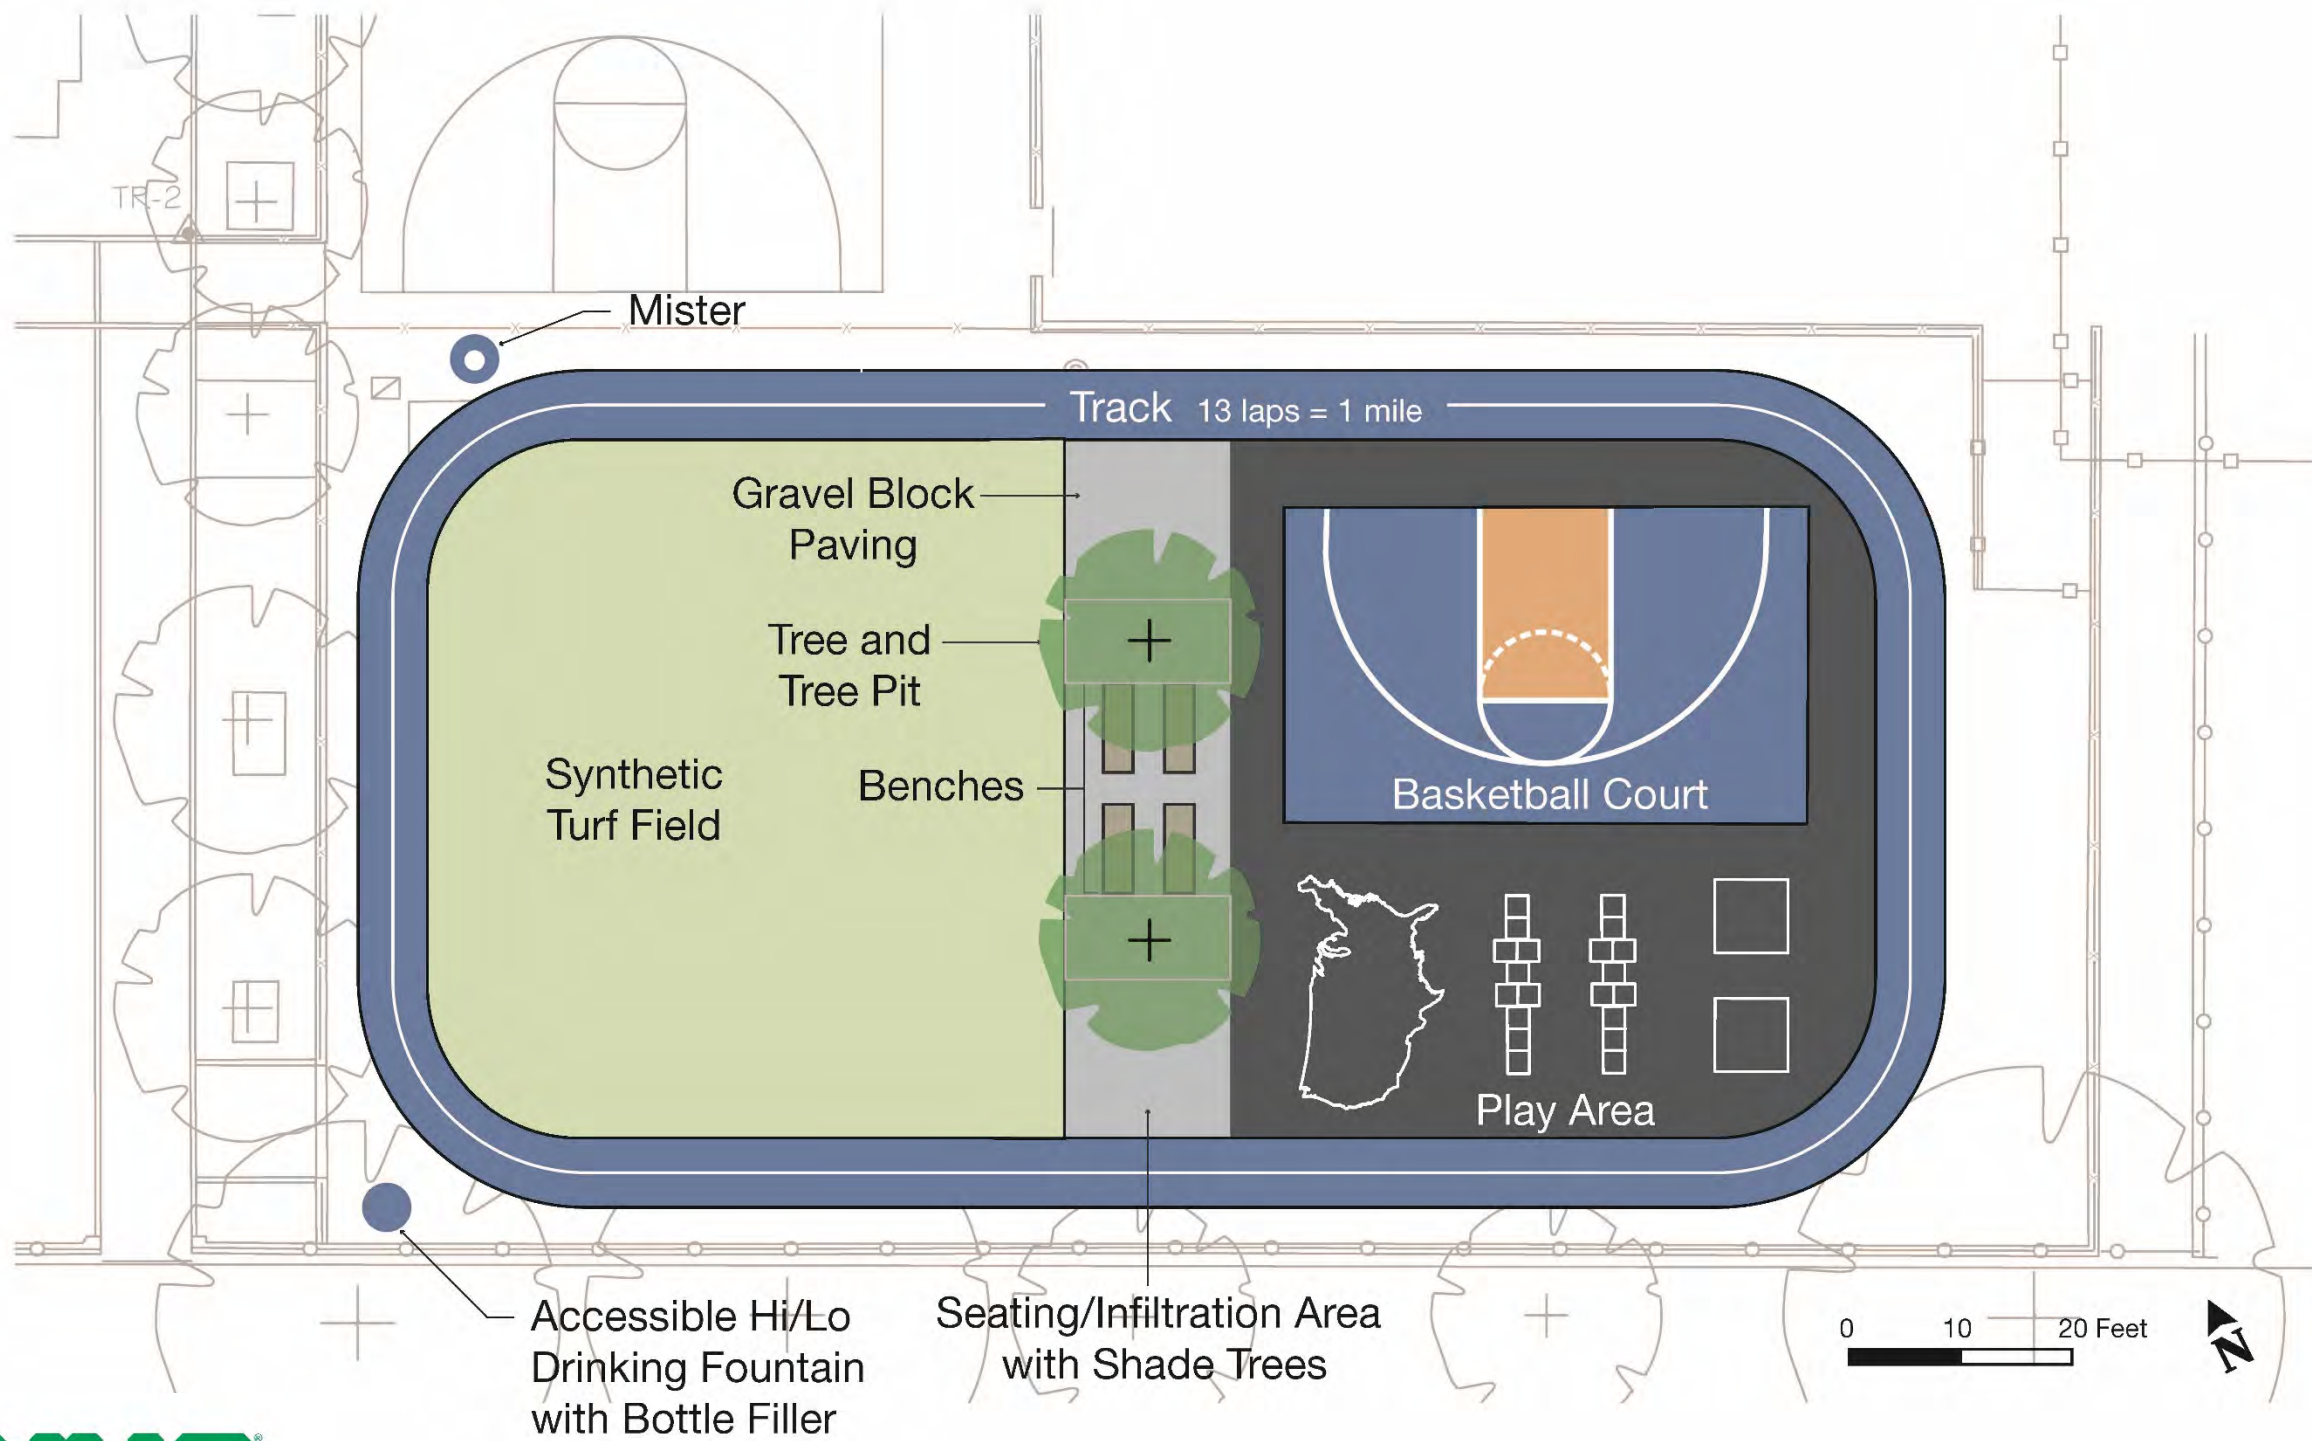 TR-2
Mister
Track 13 laps = 1 mile
Gravel Block
Paving
Tree and
Tree Pit
Synthetic
Turf Field
Benches
Basketball Court
Play Area
Accessible Hi/Lo
Drinking Fountain
with Bottle Filler
Seating/Infiltration Area
with Shade Trees
0 10 20 Feet
N